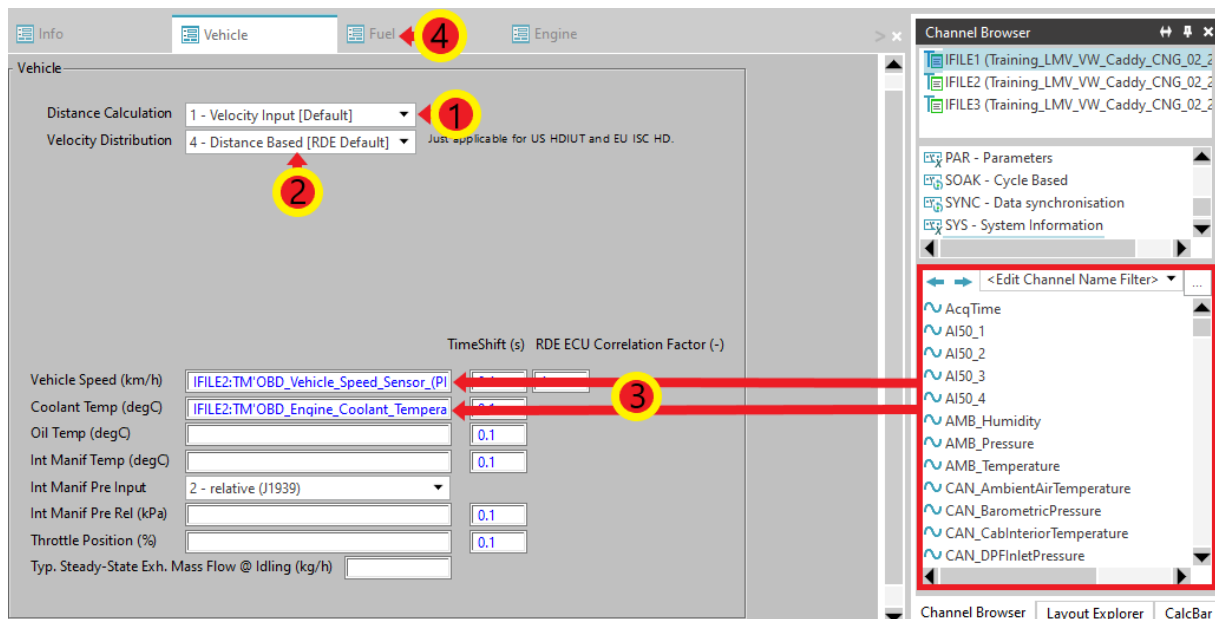 Info
Vehicle
Fuel
4
Engine
Vehicle
Distance Calculation 1 - Velocity Input [Default]
1
Velocity Distribution 4 - Distance Based [RDE Default] Just applicable for US HDIUT and EU ISC HD.
2
TimeShift (s) RDE ECU Correlation Factor (-)
Vehicle Speed (km/h) IFILE2:TM'OBD_Vehicle_Speed_Sensor_(PI
Coolant Temp (degC) IFILE2:TM'OBD_Engine_Coolant_Tempera
3
Oil Temp (degC) 0.1
Int Manif Temp (degC) 0.1
Int Manif Pre Input 2 - relative (J1939)
Int Manif Pre Rel (kPa) 0.1
Throttle Position (%) 0.1
Typ. Steady-State Exh. Mass Flow @ Idling (kg/h)
Channel Browser
IFILE1 (Training_LMV_VW_Caddy_CNG_02_2
IFILE2 (Training_LMV_VW_Caddy_CNG_02_2
IFILE3 (Training_LMV_VW_Caddy_CNG_02_2
PAR - Parameters
SOAK - Cycle Based
SYNC - Data synchronisation
SYS - System Information
<Edit Channel Name Filter> ...
AcqTime
AI50_1
AI50_2
AI50_3
AI50_4
AMB_Humidity
AMB_Pressure
AMB_Temperature
CAN_AmbientAirTemperature
CAN_BarometricPressure
CAN_CabInteriorTemperature
CAN_DPFInletPressure
Channel Browser Layout Explorer CalcBar